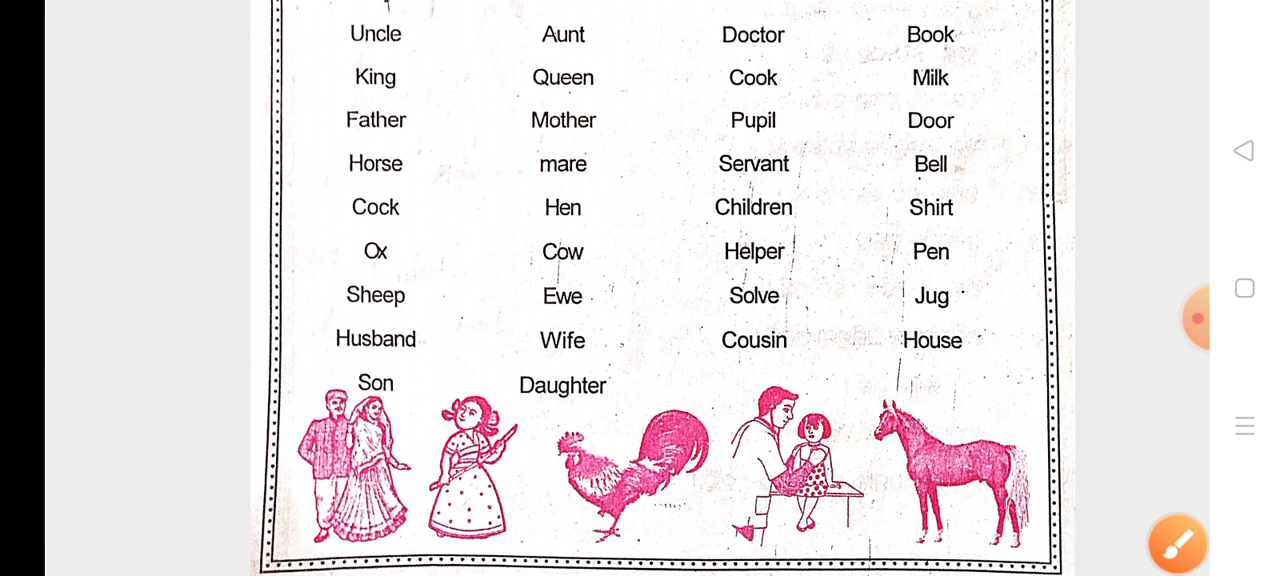 Uncle Aunt Doctor Book
King Queen Cook Milk
Father Mother Pupil Door
Horse mare Servant Bell
Cock Hen Children Shirt
Ox Cow Helper Pen
Sheep Ewe Solve Jug
Husband Wife Cousin House
Son Daughter